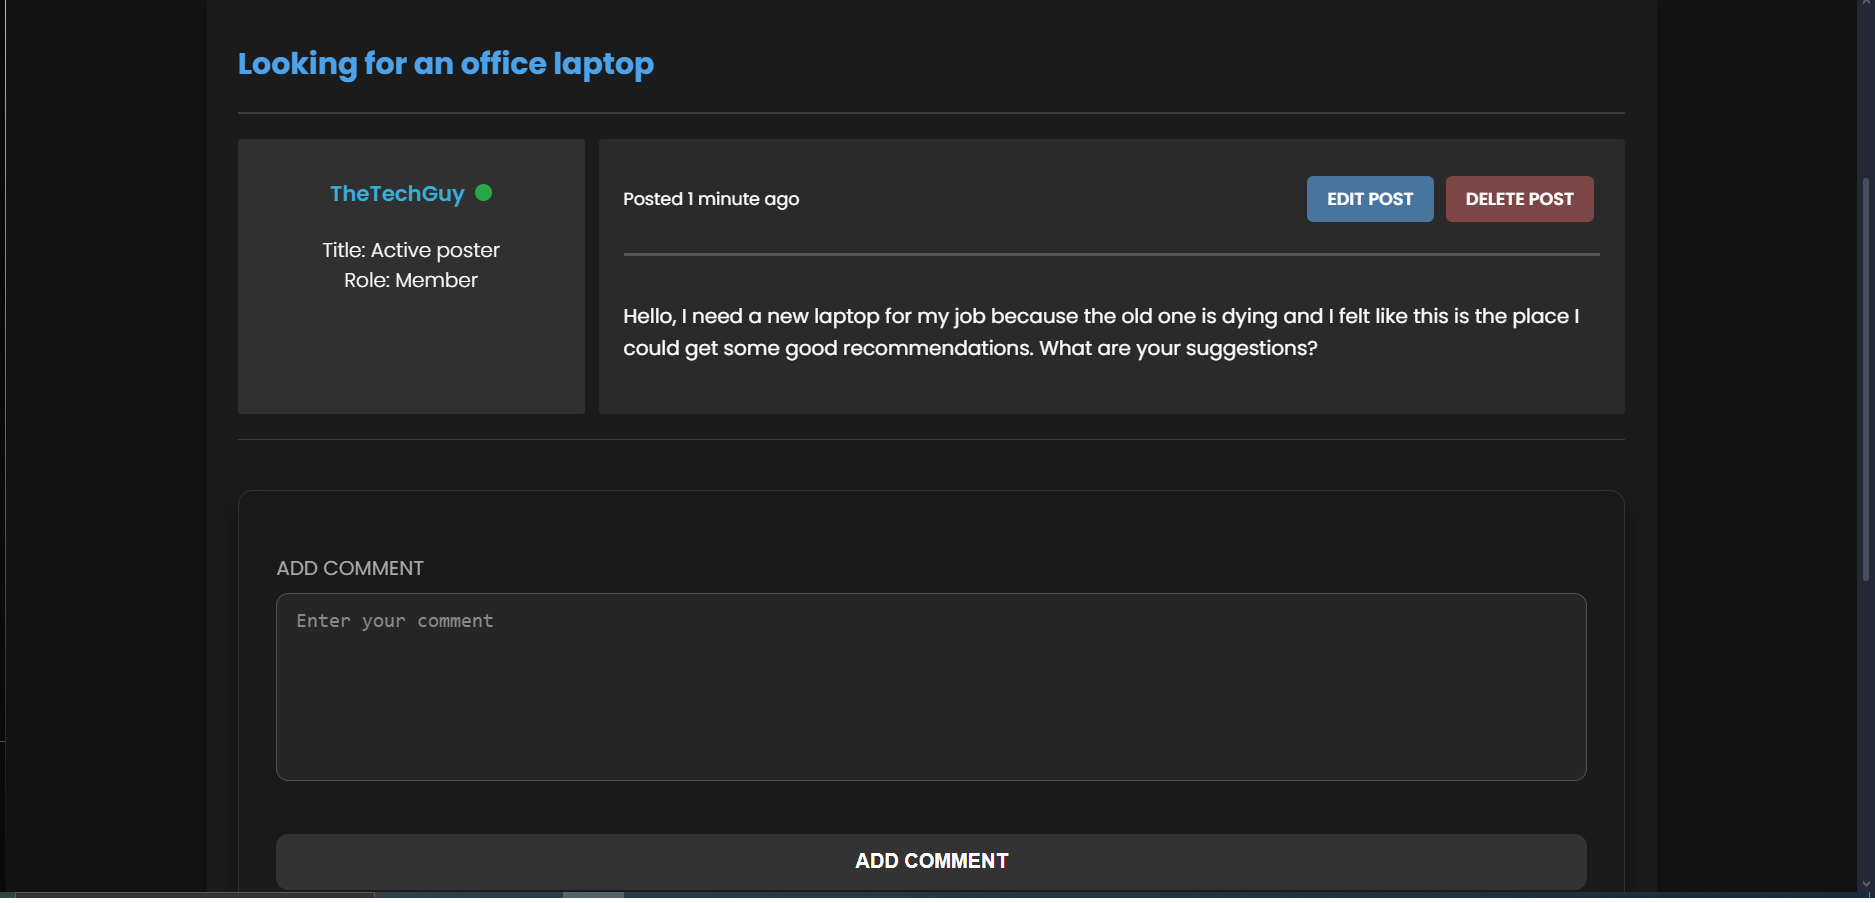 Looking for an office laptop
TheTechGuy
Title: Active poster
Role: Member
Posted 1 minute ago
EDIT POST
DELETE POST
Hello, I need a new laptop for my job because the old one is dying and I felt like this is the place I
could get some good recommendations. What are your suggestions?
ADD COMMENT
Enter your comment
ADD COMMENT